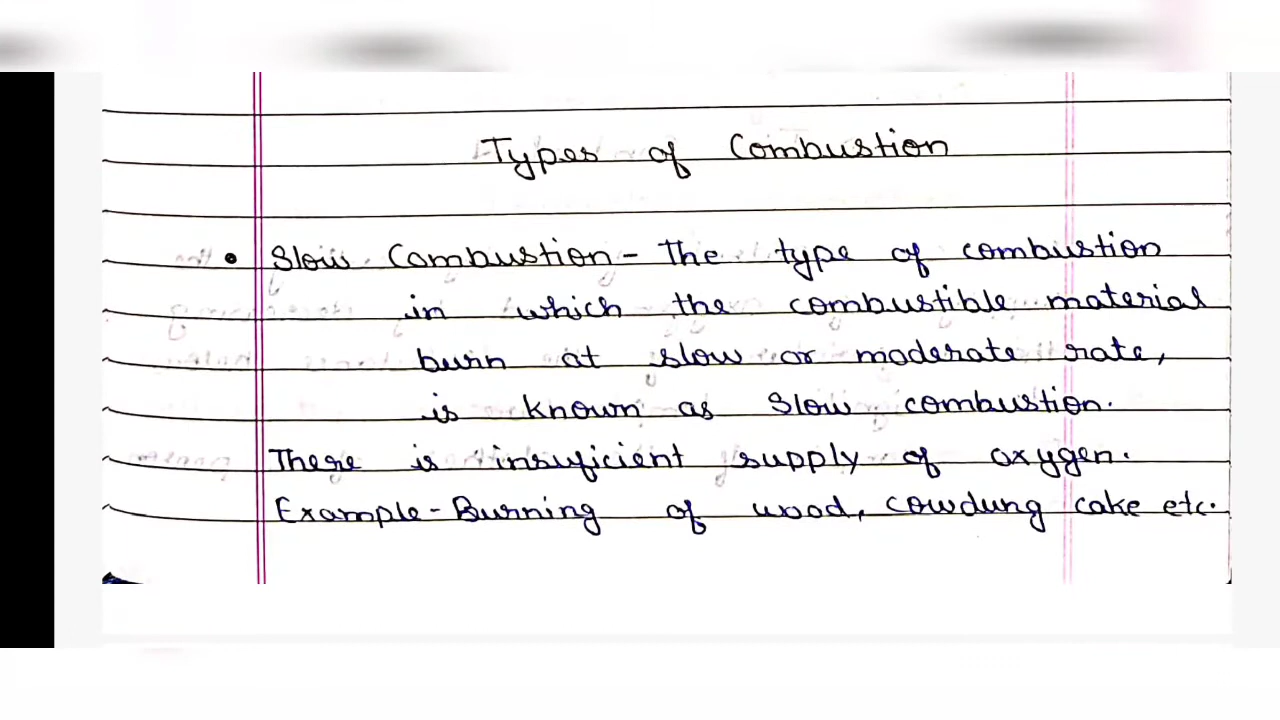 Types of Combustion
• Slow Combustion - The type of combustion
in which the combustible material
burn at slow or moderate rate,
is known as slow combustion.
There is insuficient supply of oxygen.
Example - Burning of wood, cowdung cake etc.